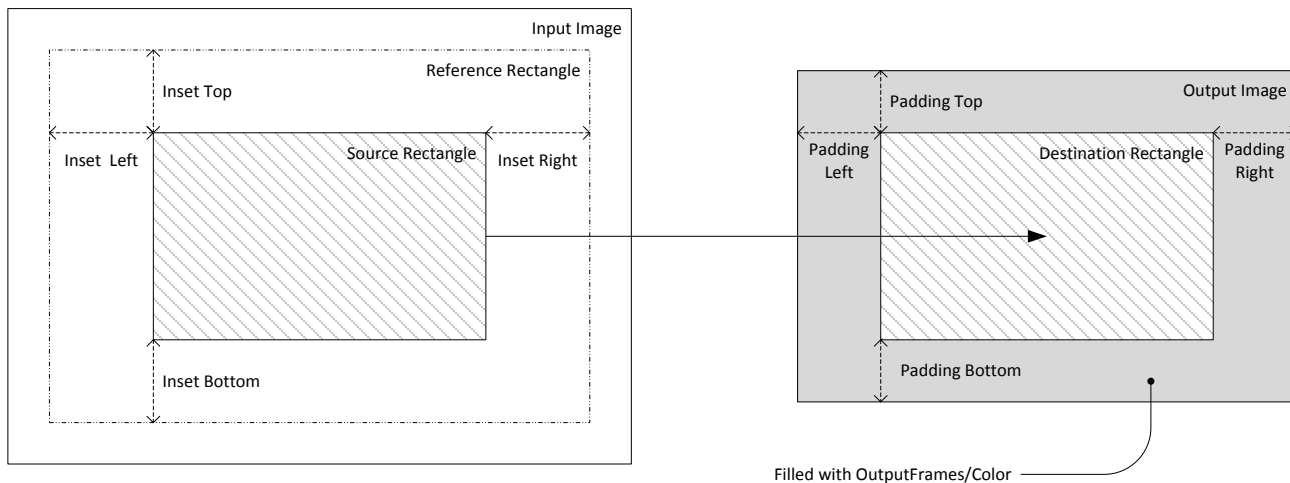 Input Image
Reference Rectangle
Inset Top
Source Rectangle
Inset Left
Inset Right
Inset Bottom
Output Image
Padding Top
Destination Rectangle
Padding
Left
Padding
Right
Padding Bottom
Filled with OutputFrames/Color